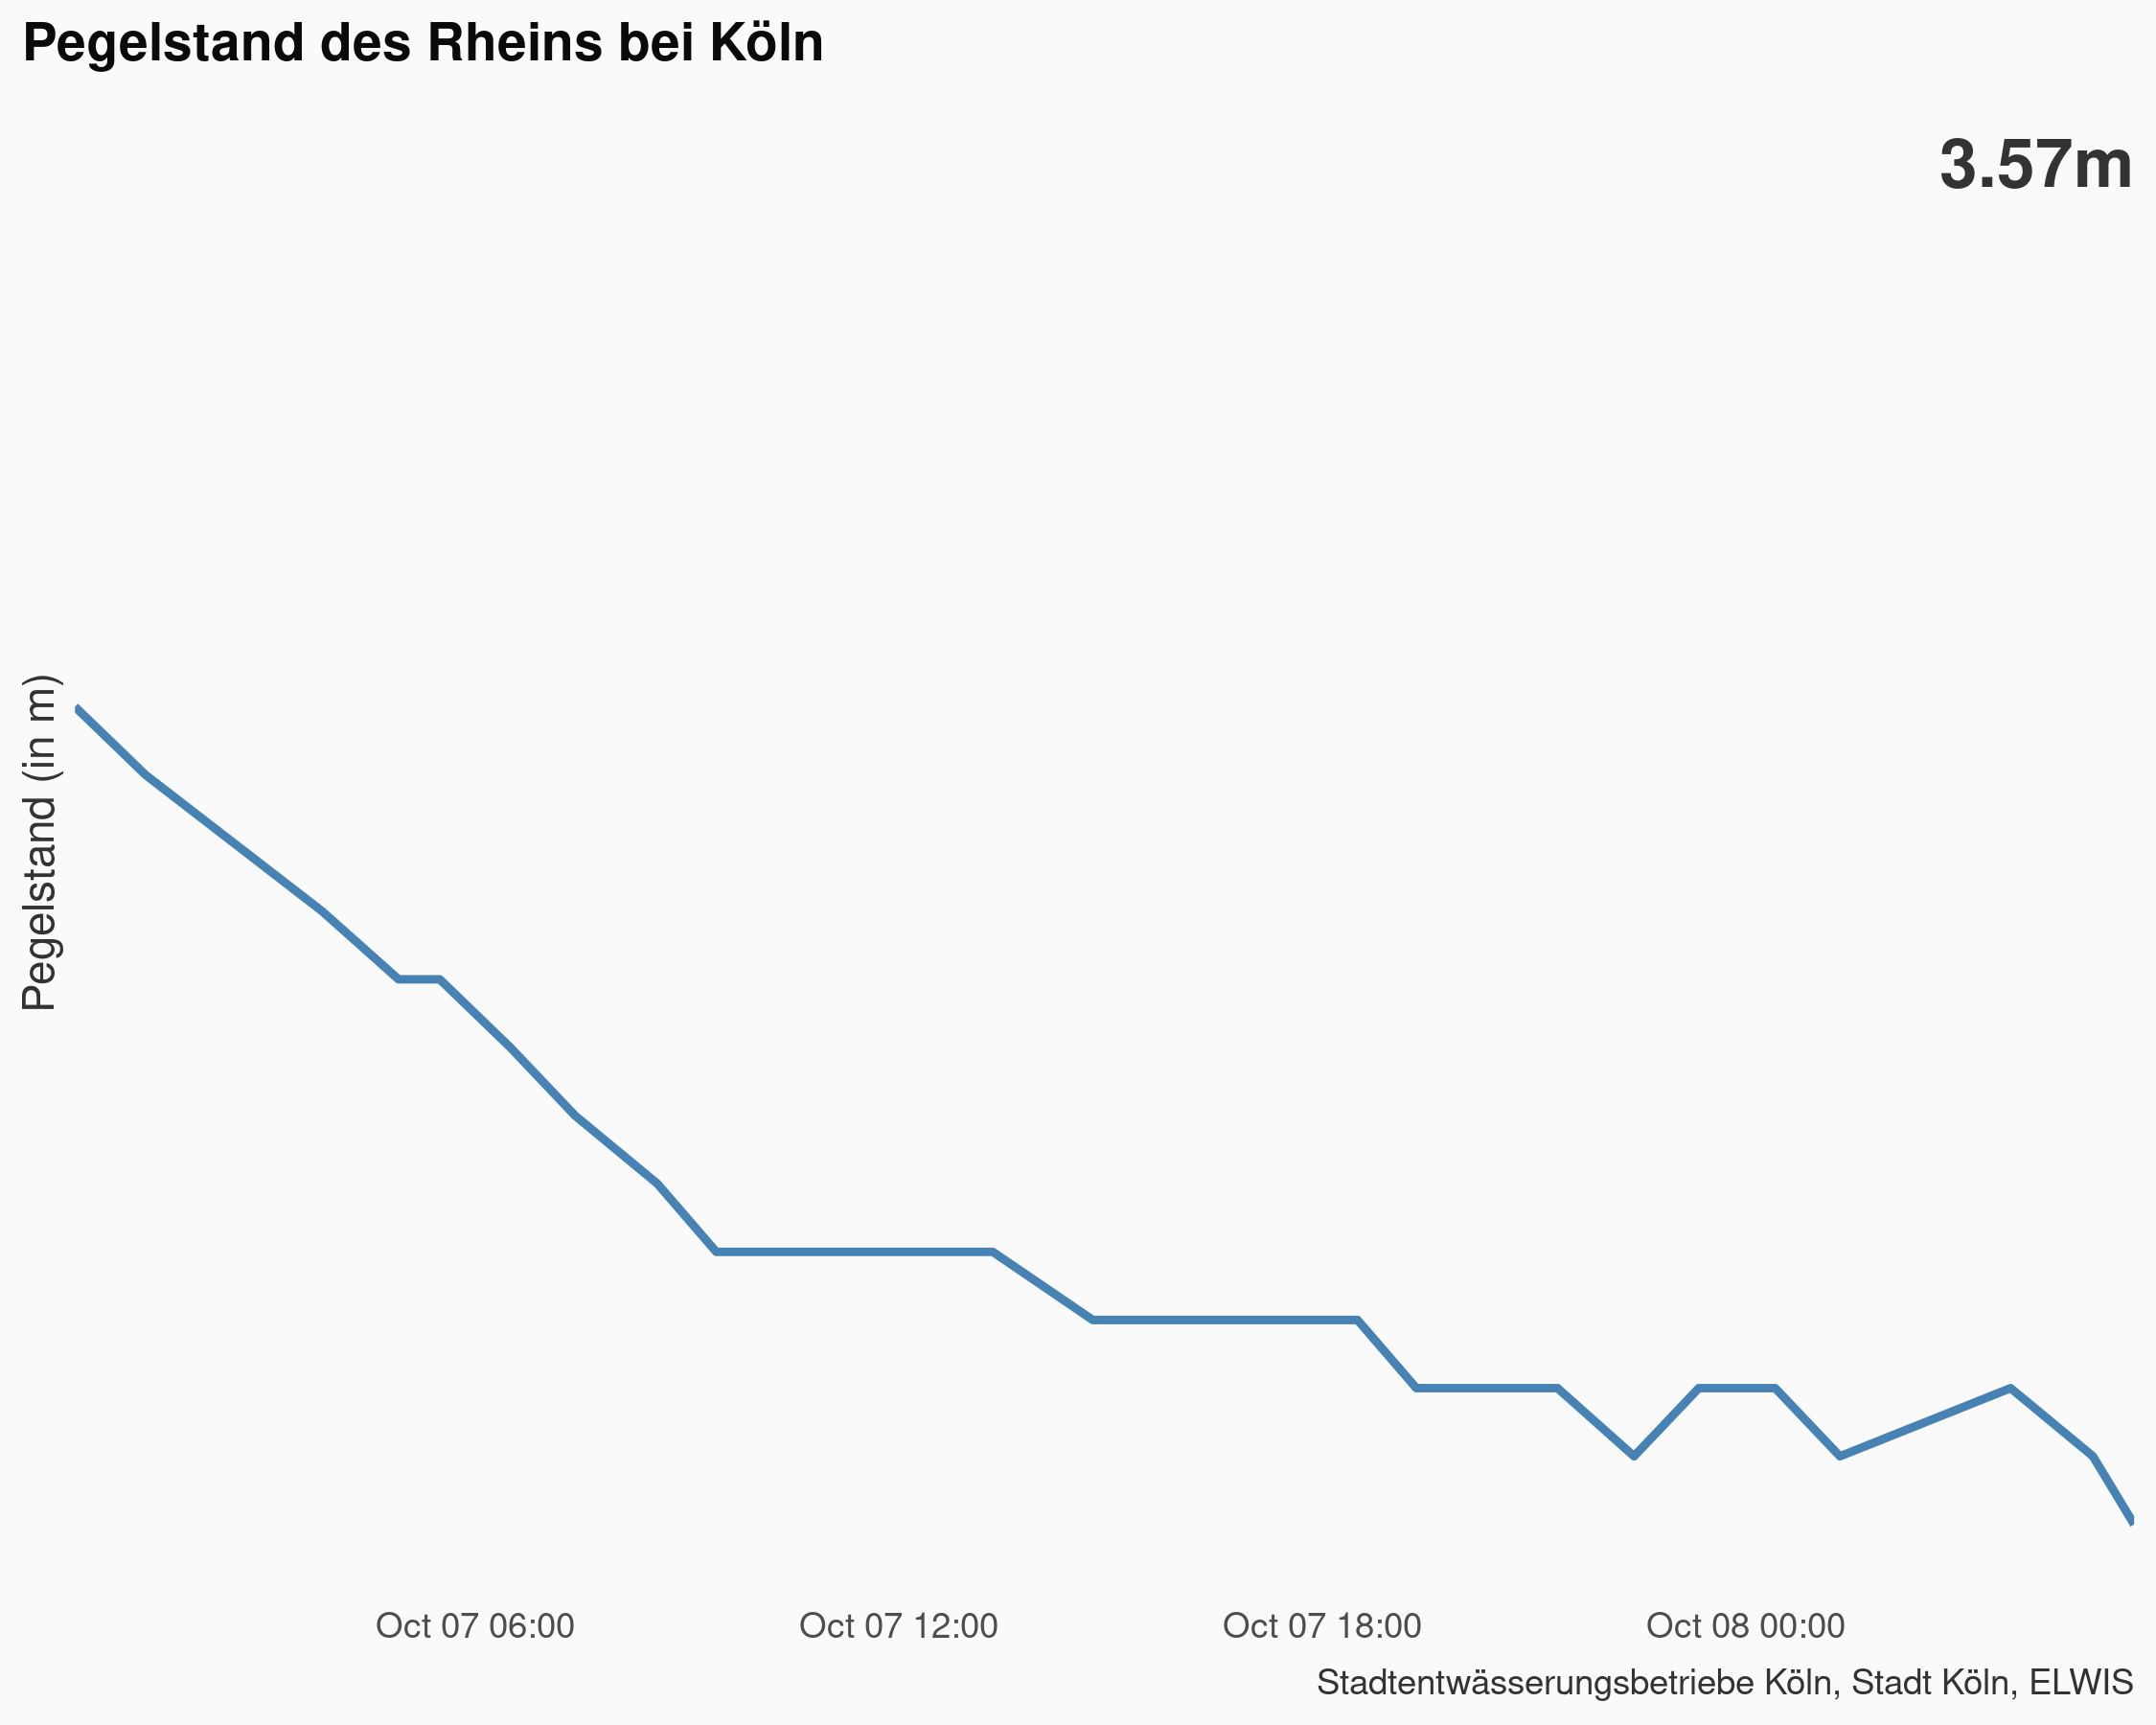 Pegelstand des Rheins bei Köln
3.57m
Pegelstand (in m)
Oct 07 06:00 Oct 07 12:00 Oct 07 18:00 Oct 08 00:00
Stadtentwässerungsbetriebe Köln, Stadt Köln, ELWIS